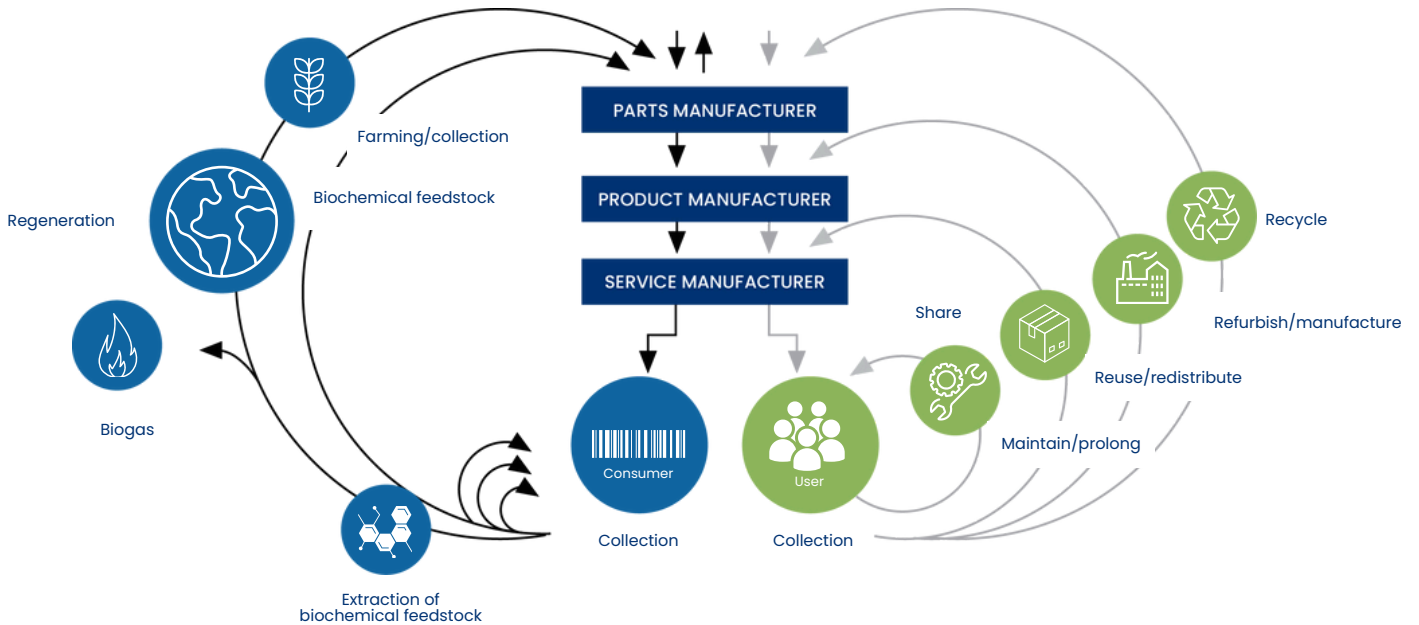 PARTS MANUFACTURER
Farming/collection
Biochemical feedstock
PRODUCT MANUFACTURER
Regeneration
Recycle
SERVICE MANUFACTURER
Share
Refurbish/manufacture
Reuse/redistribute
Biogas
Maintain/prolong
Consumer
User
Collection
Collection
Extraction of
biochemical feedstock